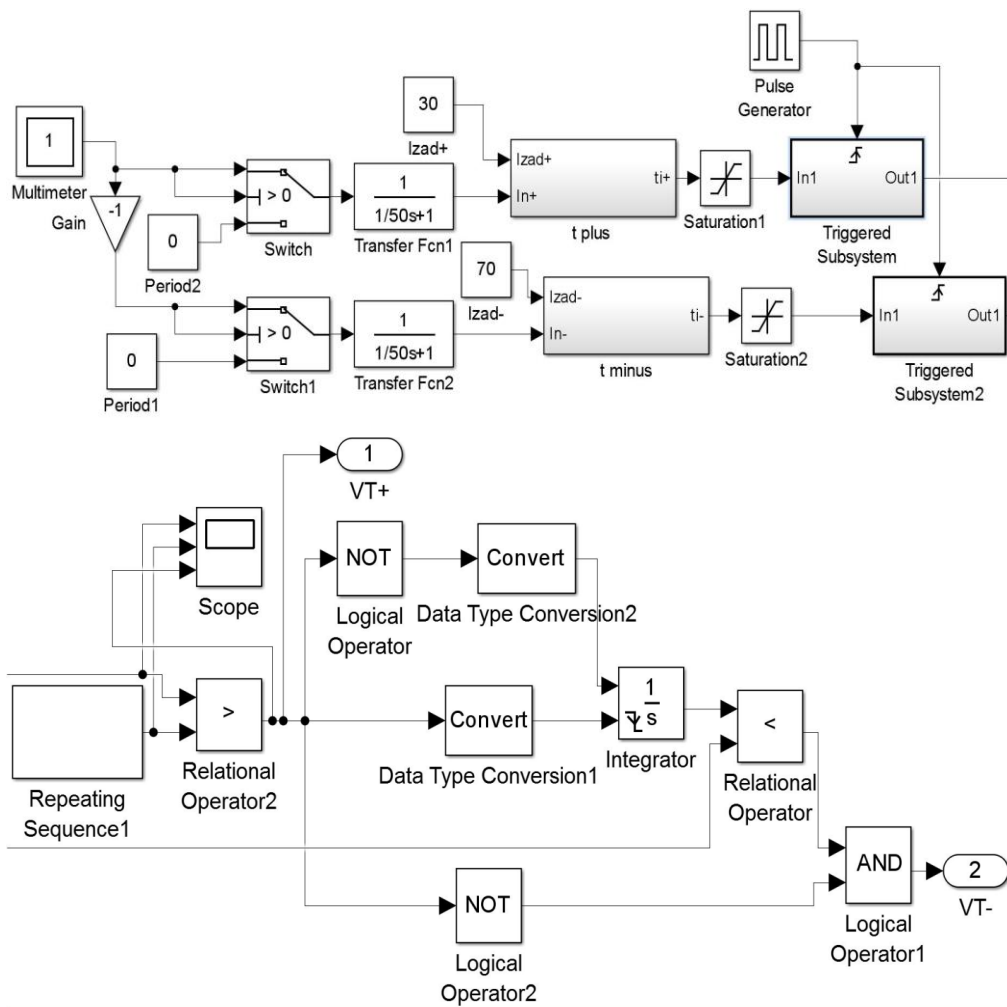 Pulse
Generator
1
Multimeter
-1
Gain
0
Period2
> 0
Switch
1
1/50s+1
Transfer Fcn1
30
Izad+
Izad+
In+
ti+
t plus
Saturation1
In1
Out1
Triggered
Subsystem
0
Period1
> 0
Switch1
1
1/50s+1
Transfer Fcn2
70
Izad-
Izad-
In-
ti-
t minus
Saturation2
In1
Out1
Triggered
Subsystem2
1
VT+
Scope
NOT
Logical
Operator
Convert
Data Type Conversion2
Repeating
Sequence1
>
Relational
Operator2
Convert
Data Type Conversion1
1
s
Integrator
<
Relational
Operator
NOT
Logical
Operator2
AND
Logical
Operator1
2
VT-